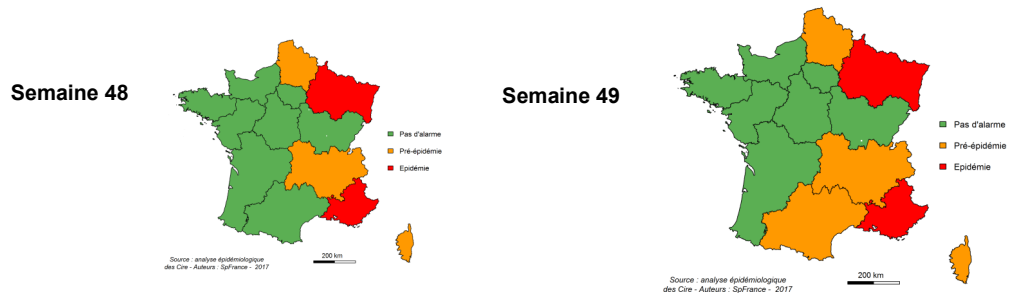 Semaine 48
Pas d'alarme
Pré-épidémie
Epidémie
200 km
Source : analyse épidémiologique
des Cire - Auteurs : SpFrance - 2017
Semaine 49
Pas d'alarme
Pré-épidémie
Epidémie
200 km
Source : analyse épidémiologique
des Cire - Auteurs : SpFrance - 2017